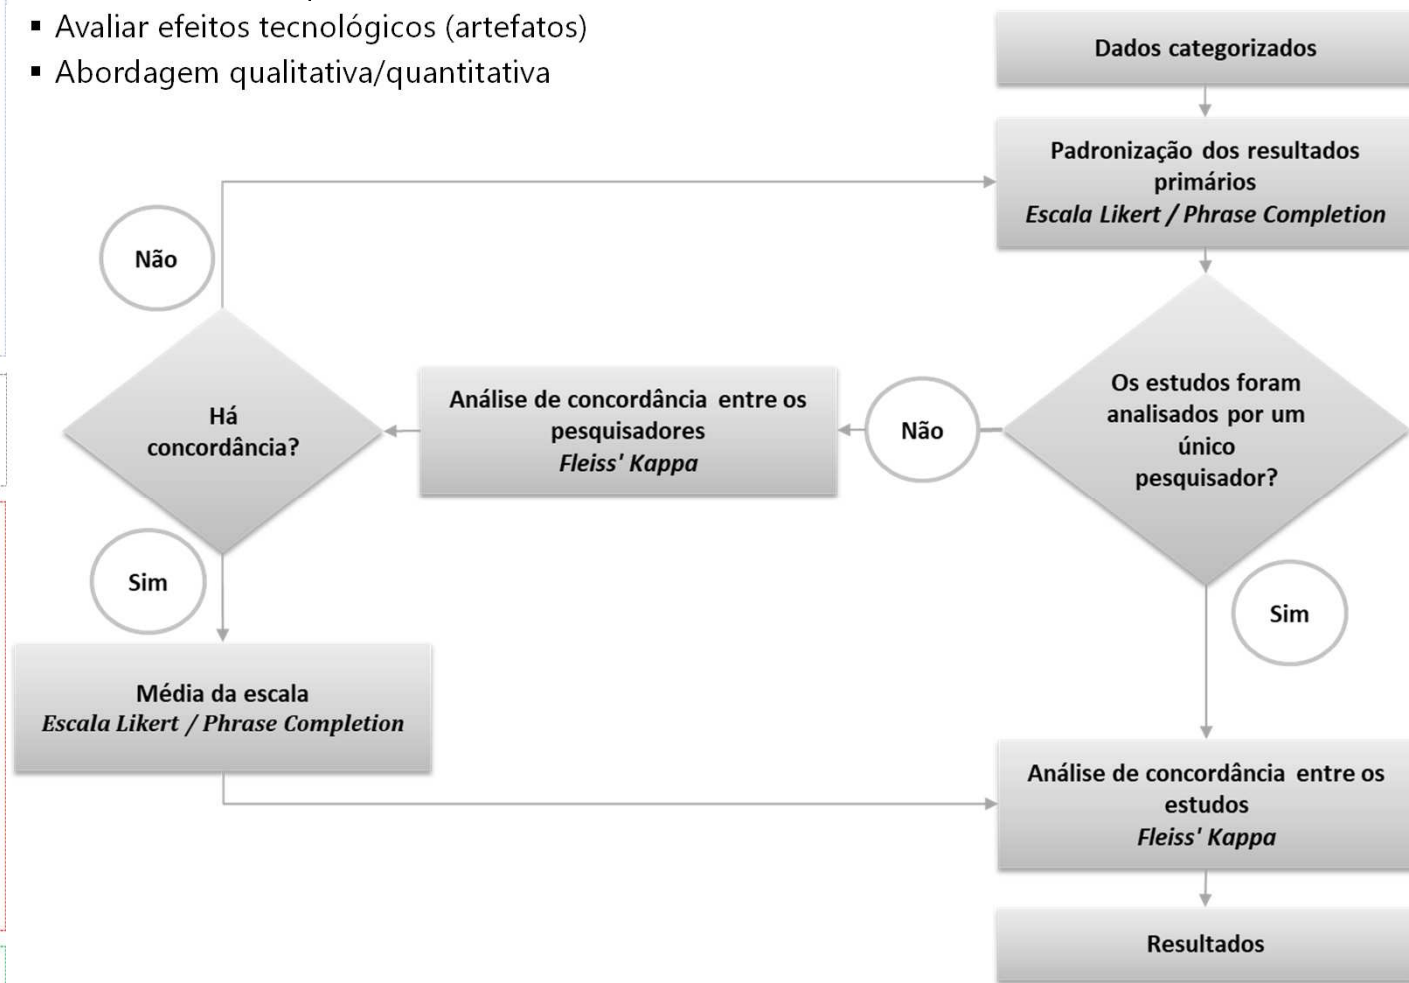 ▪ Avaliar efeitos tecnológicos (artefatos)
▪ Abordagem qualitativa/quantitativa
Dados categorizados
Padronização dos resultados
primários
Escala Likert / Phrase Completion
Não
Os estudos foram
analisados por um
único
pesquisador?
Não
Análise de concordância entre os
pesquisadores
Fleiss' Kappa
Há
concordância?
Sim
Sim
Média da escala
Escala Likert / Phrase Completion
Análise de concordância entre os
estudos
Fleiss' Kappa
Resultados